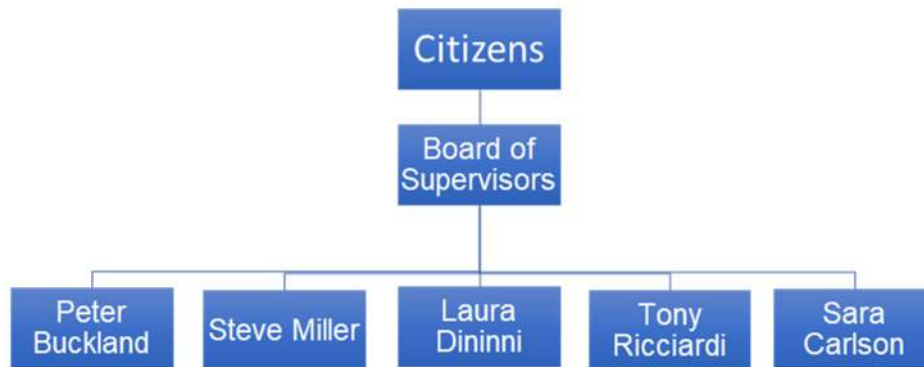 Citizens
Board of
Supervisors
Peter
Buckland
Steve Miller
Laura
Dininni
Tony
Ricciardi
Sara
Carlson